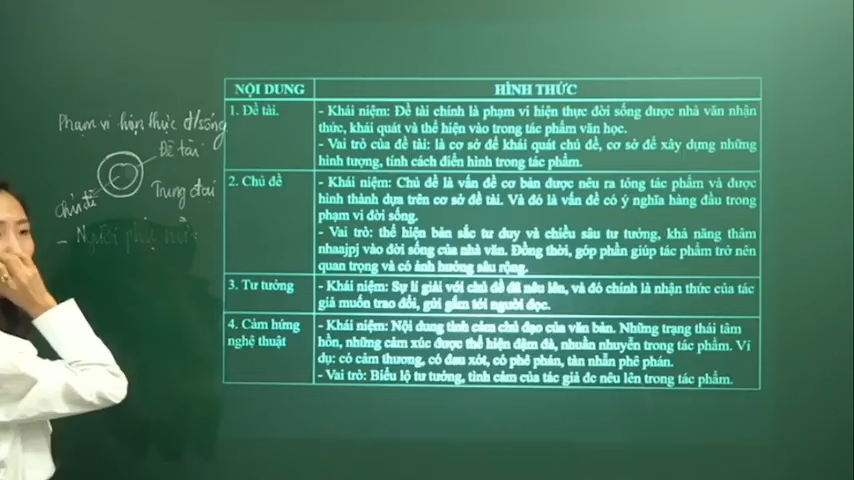 NỘI DUNG
HÌNH THỨC
1. Đề tài.
- Khái niệm: Đề tài chính là phạm vi hiện thực đời sống được nhà văn nhận
thức, khái quát và thể hiện vào trong tác phẩm văn học.
- Vai trò của đề tài: là cơ sở để khái quát chủ đề, cơ sở để xây dựng những
hình tượng, tính cách điển hình trong tác phẩm.
2. Chủ đề
- Khái niệm: Chủ đề là vấn đề cơ bản được nêu ra tỏng tác phẩm và được
hình thành dựa trên cơ sở đề tài. Và đó là vấn đề có ý nghĩa hàng đầu trong
phạm vi đời sống.
- Vai trò: thể hiện bản sắc tư duy và chiều sâu tư tưởng, khả năng thâm
nhaajpj vào đời sống của nhà văn. Đồng thời, góp phần giúp tác phẩm trở nên
quan trọng và có ảnh hưởng sâu rộng.
3. Tư tưởng
- Khái niệm: Sự lí giải với chủ đề đã nêu lên, và đó chính là nhận thức của tác
giả muốn trao đổi, gửi gắm tới người đọc.
4. Cảm hứng
nghệ thuật
- Khái niệm: Nội dung tình cảm chủ đạo của văn bản. Những trạng thái tâm
hồn, những cảm xúc được thể hiện đậm đà, nhuần nhuyễn trong tác phẩm. Ví
dụ: có cảm thương, có đau xót, có phê phán, tàn nhẫn phê phán.
- Vai trò: Biểu lộ tư tưởng, tình cảm của tác giả đc nêu lên trong tác phẩm.
Phạm vi hiện thực đ/sống
Đề tài
Trung đại
chủ đề
- Người phụ nữ: